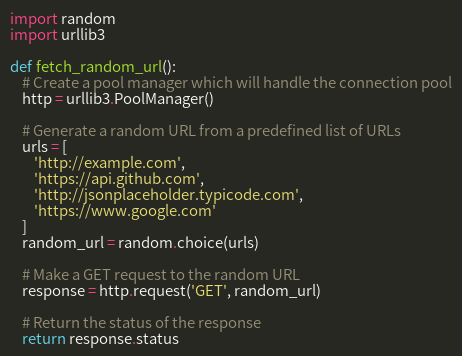 import random
import urllib3

def fetch_random_url():
    # Create a pool manager which will handle the connection pool
    http = urllib3.PoolManager()

    # Generate a random URL from a predefined list of URLs
    urls = [
        'http://example.com',
        'https://api.github.com',
        'http://jsonplaceholder.typicode.com',
        'https://www.google.com'
    ]
    random_url = random.choice(urls)

    # Make a GET request to the random URL
    response = http.request('GET', random_url)

    # Return the status of the response
    return response.status